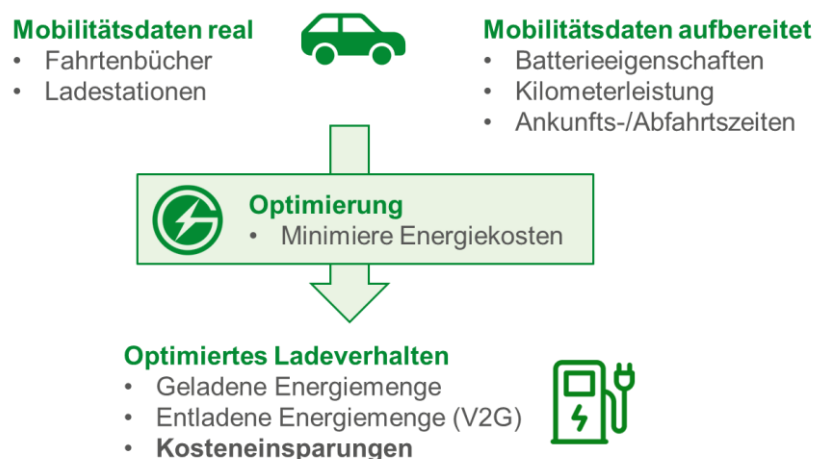 Mobilitätsdaten real
• Fahrtenbücher
• Ladestationen
Mobilitätsdaten aufbereitet
• Batterieeigenschaften
• Kilometerleistung
• Ankunfts-/Abfahrtszeiten
Optimierung
• Minimiere Energiekosten
Optimiertes Ladeverhalten
• Geladene Energiemenge
• Entladene Energiemenge (V2G)
• Kosteneinsparungen